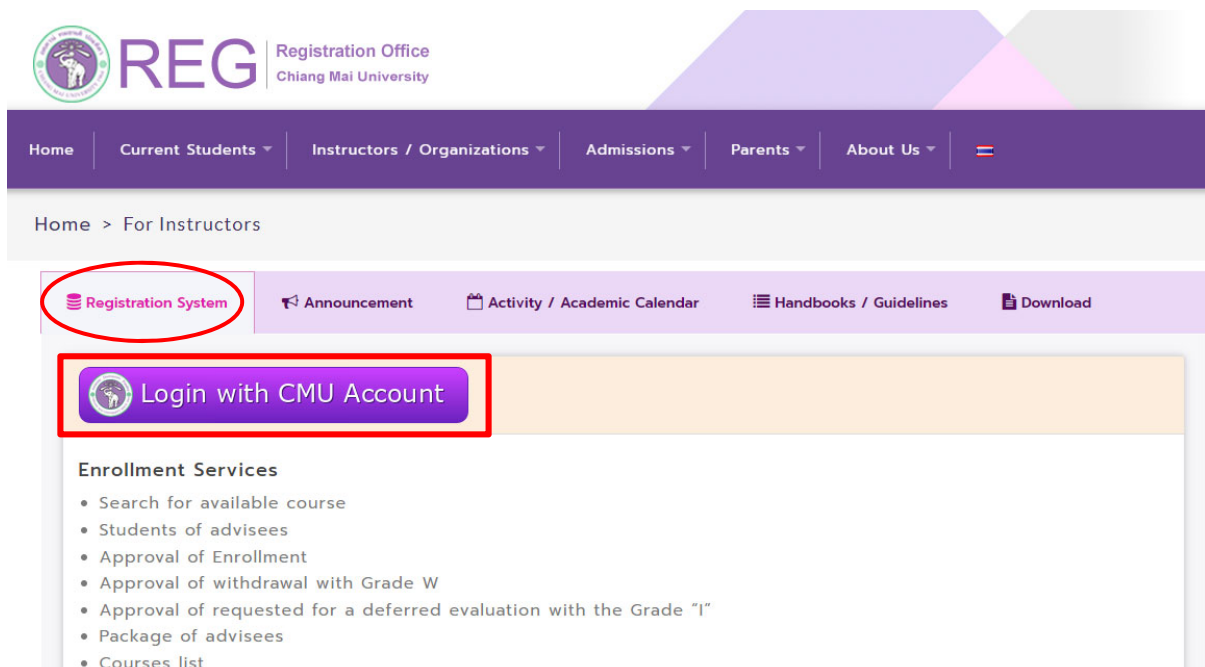 REG
Registration Office
Chiang Mai University
Home Current Students Instructors / Organizations Admissions Parents About Us
Home > For Instructors
Registration System Announcement Activity / Academic Calendar Handbooks / Guidelines Download
Login with CMU Account
Enrollment Services
• Search for available course
• Students of advisees
• Approval of Enrollment
• Approval of withdrawal with Grade W
• Approval of requested for a deferred evaluation with the Grade "I"
• Package of advisees
• Courses list